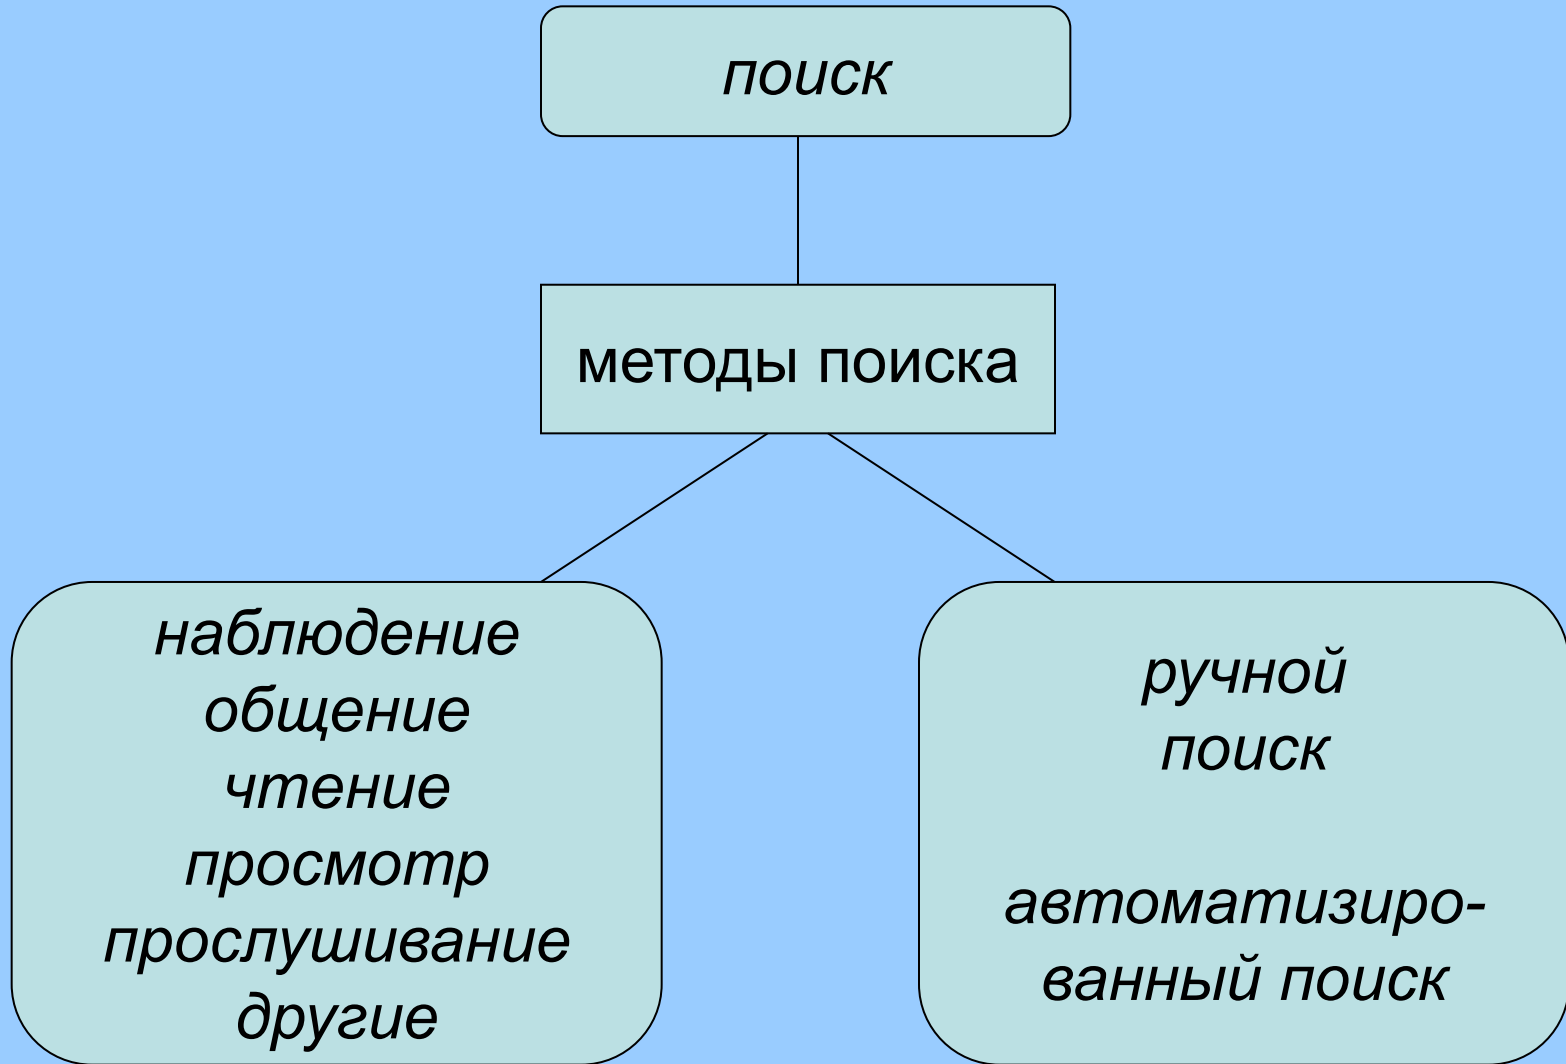 поиск
методы поиска
наблюдение
общение
чтение
просмотр
прослушивание
другие
ручной
поиск
автоматизиро-
ванный поиск